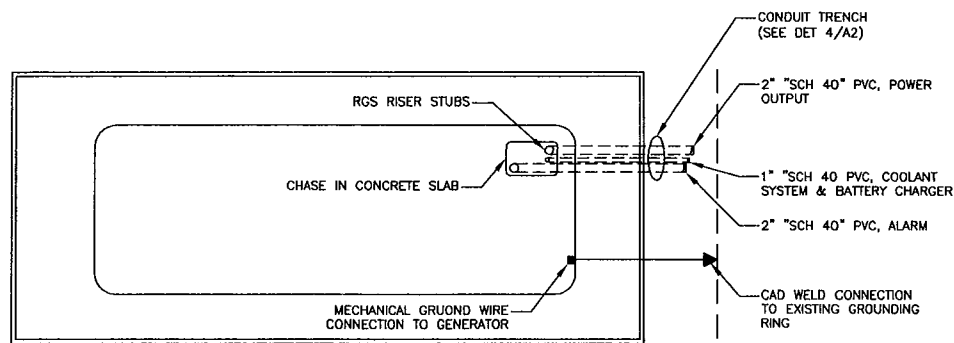 CONDUIT TRENCH
(SEE DET 4/A2)
RGS RISER STUBS
2" "SCH 40" PVC, POWER
OUTPUT
CHASE IN CONCRETE SLAB
1" "SCH 40 PVC, COOLANT
SYSTEM & BATTERY CHARGER
2" "SCH 40" PVC, ALARM
MECHANICAL GRUOND WIRE
CONNECTION TO GENERATOR
CAD WELD CONNECTION
TO EXISTING GROUNDING
RING